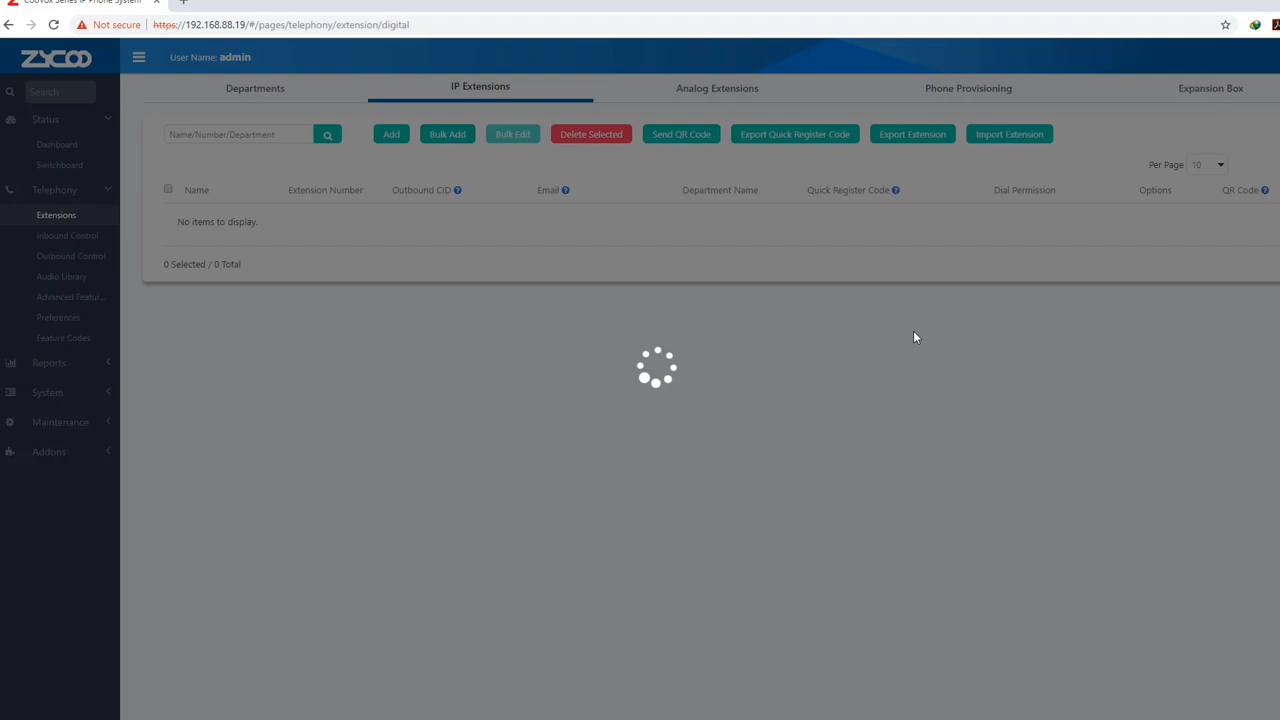 CooVox Series IP Phone System
Not secure https://192.168.88.19/#/pages/telephony/extension/digital
ZYCOO
User Name: admin
Search
Status
Dashboard
Switchboard
Telephony
Extensions
Inbound Control
Outbound Control
Audio Library
Advanced Featur...
Preferences
Feature Codes
Reports
System
Maintenance
Addons
Departments IP Extensions Analog Extensions Phone Provisioning Expansion Box
Name/Number/Department Add Bulk Add Bulk Edit Delete Selected Send QR Code Export Quick Register Code Export Extension Import Extension
Per Page 10
Name Extension Number Outbound CID Email Department Name Quick Register Code Dial Permission Options QR Code
No items to display.
0 Selected / 0 Total